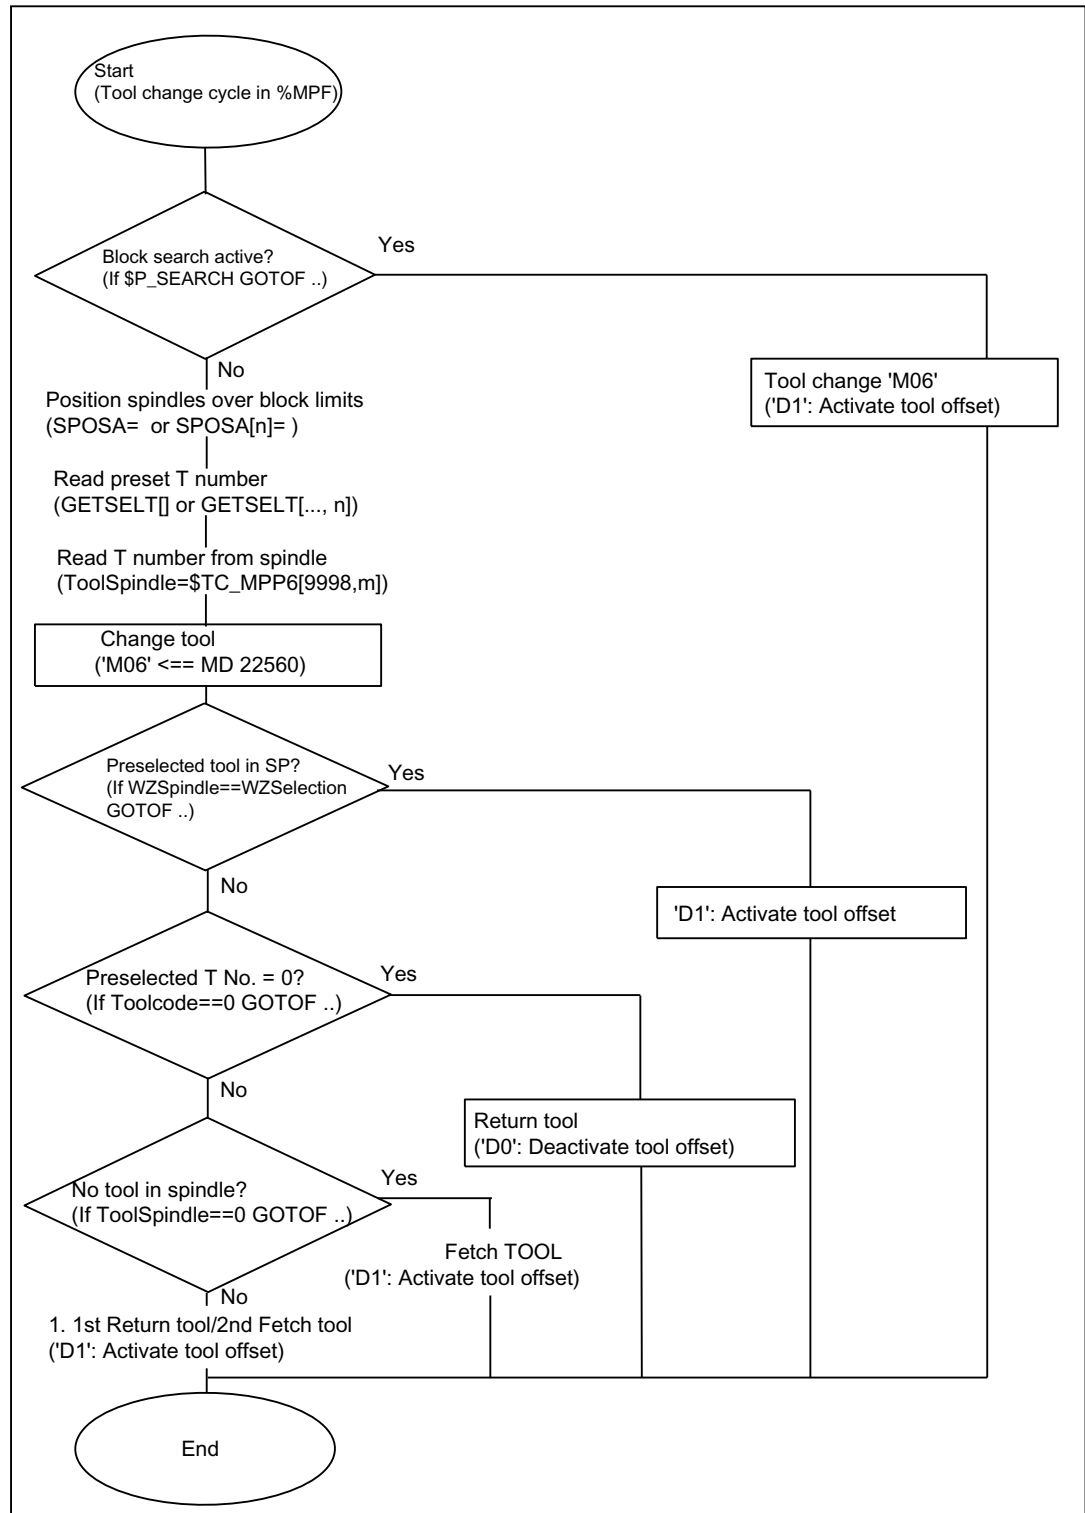 Start
(Tool change cycle in %MPF)
Block search active?
(If $P_SEARCH GOTOF ..)
Yes
No
Tool change 'M06'
('D1': Activate tool offset)
Position spindles over block limits
(SPOSA=  or SPOSA[n]= )
Read preset T number
(GETSELT[] or GETSELT[..., n])
Read T number from spindle
(ToolSpindle=$TC_MPP6[9998,m])
Change tool
('M06' <== MD 22560)
Preselected tool in SP?
(If WZSpindle==WZSelection
GOTOF ..)
Yes
No
'D1': Activate tool offset
Preselected T No. = 0?
(If Toolcode==0 GOTOF ..)
Yes
No
Return tool
('D0': Deactivate tool offset)
No tool in spindle?
(If ToolSpindle==0 GOTOF ..)
Yes
Fetch TOOL
('D1': Activate tool offset)
No
1. 1st Return tool/2nd Fetch tool
('D1': Activate tool offset)
End